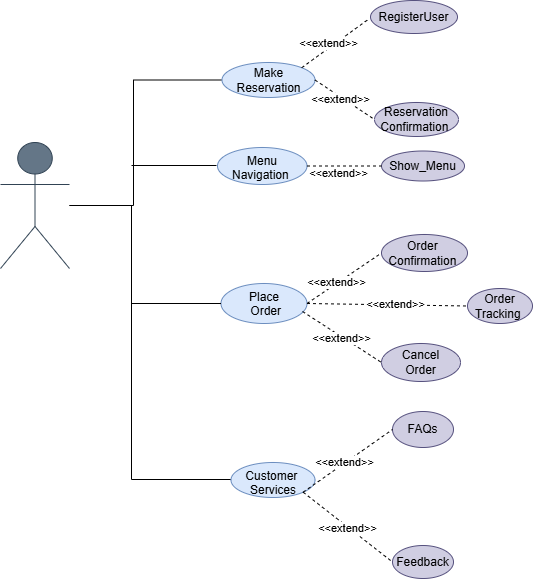 RegisterUser
<<extend>>
Make
Reservation
<<extend>>
Reservation
Confirmation
Menu
Navigation
<<extend>>
Show_Menu
Order
Confirmation
<<extend>>
Place
Order
<<extend>>
Order
Tracking
<<extend>>
Cancel
Order
FAQs
<<extend>>
Customer
Services
<<extend>>
Feedback